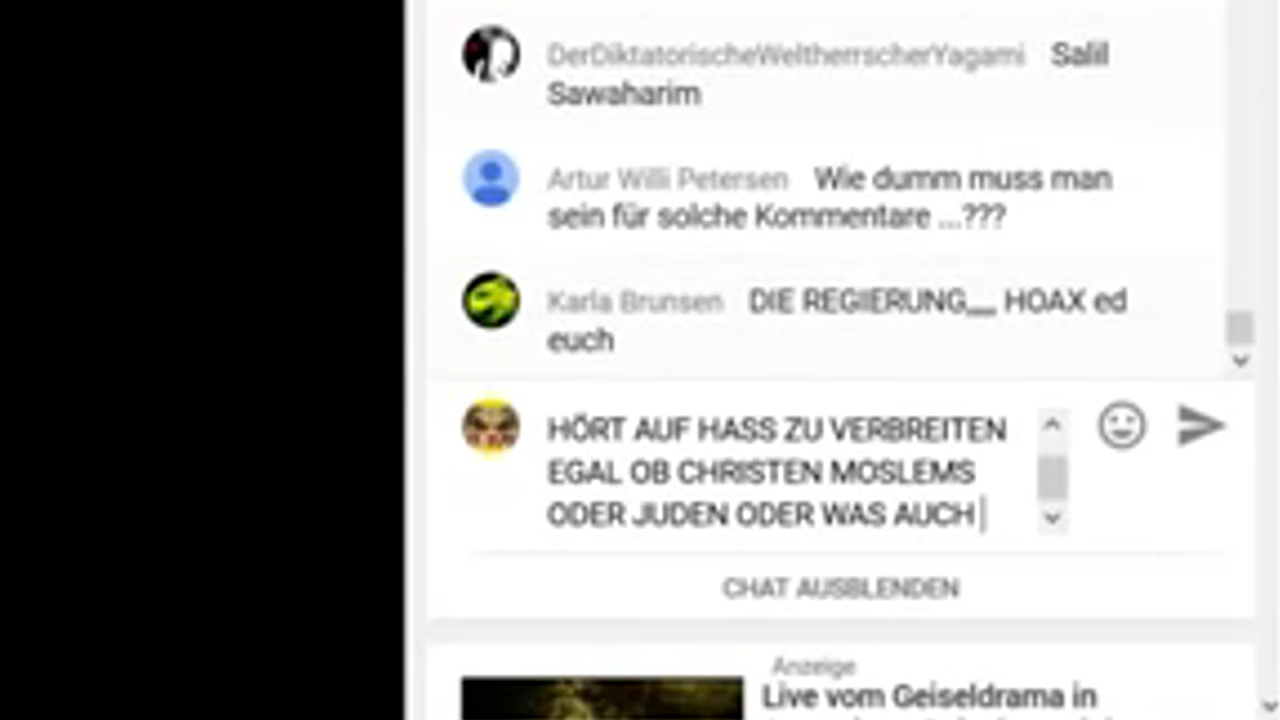 DerDiktatorischeWeltherrscherYagami Salil
Sawaharim
Artur Willi Petersen Wie dumm muss man
sein für solche Kommentare ...???
Karla Brunsen DIE REGIERUNG,,,, HOAX ed
euch
HÖRT AUF HASS ZU VERBREITEN
EGAL OB CHRISTEN MOSLEMS
ODER JUDEN ODER WAS AUCH
CHAT AUSBLENDEN
Anzeige
Live vom Geiseldrama in